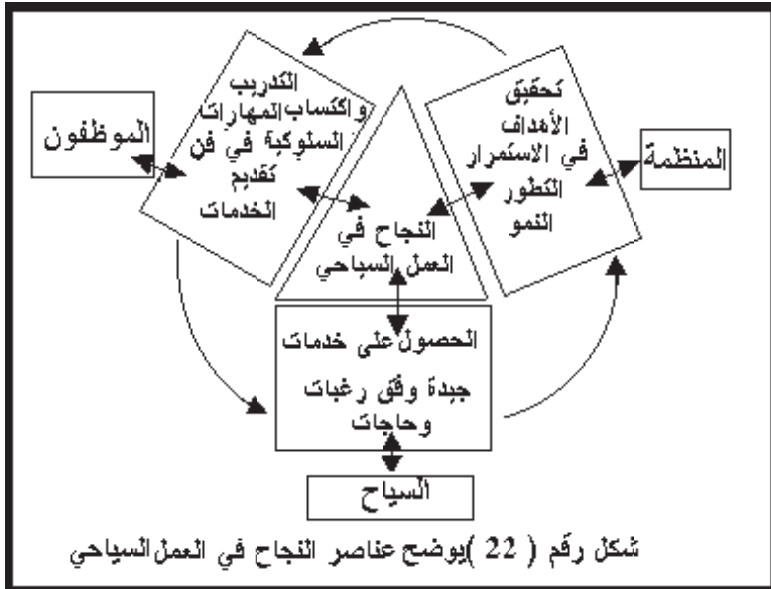 تحقيق
الأهداف
في الاستمرار
التطور
النمو
المنظمة
التدريب
واكتساب المهارات
السلوكية في فن
تقديم
الخدمات
الموظفون
النجاح في
العمل السياحي
الحصول على خدمات
جيدة وفق رغبات
وحاجات
السياح
شكل رقم ( 22 )يوضح عناصر النجاح في العمل السياحي